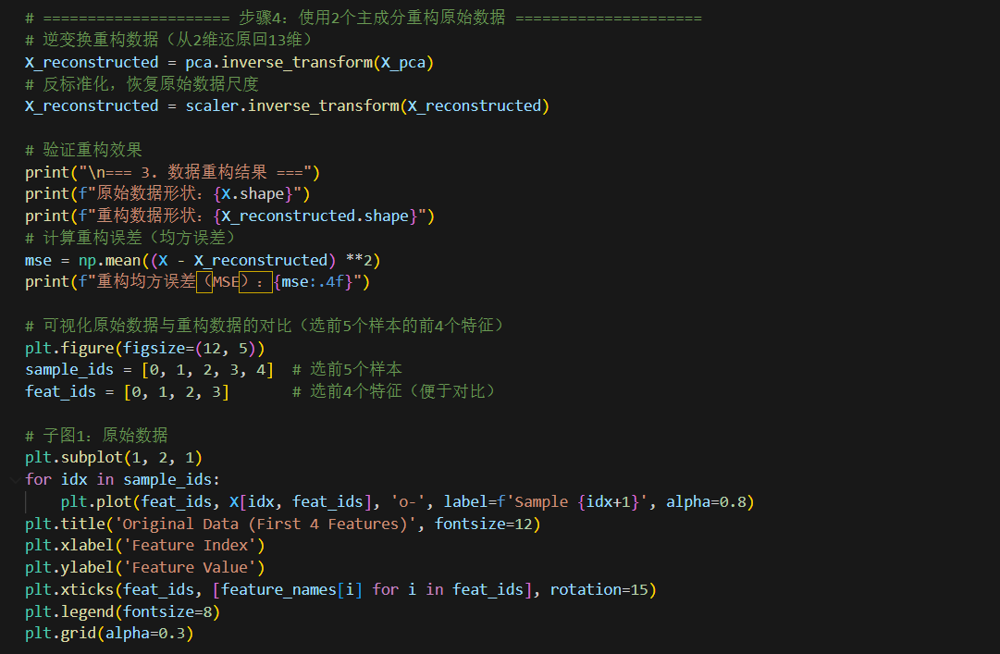 # ===================== 步骤4：使用2个主成分重构原始数据 =====================
# 逆变换重构数据（从2维还原回13维）
X_reconstructed = pca.inverse_transform(X_pca)
# 反标准化，恢复原始数据尺度
X_reconstructed = scaler.inverse_transform(X_reconstructed)

# 验证重构效果
print("\n=== 3. 数据重构结果 ===")
print(f"原始数据形状：{X.shape}")
print(f"重构数据形状：{X_reconstructed.shape}")
# 计算重构误差（均方误差）
mse = np.mean((X - X_reconstructed) **2)
print(f"重构均方误差（MSE）：{mse:.4f}")

# 可视化原始数据与重构数据的对比（选前5个样本的前4个特征）
plt.figure(figsize=(12, 5))
sample_ids = [0, 1, 2, 3, 4]  # 选前5个样本
feat_ids = [0, 1, 2, 3]       # 选前4个特征（便于对比）

# 子图1：原始数据
plt.subplot(1, 2, 1)
for idx in sample_ids:
    plt.plot(feat_ids, X[idx, feat_ids], 'o-', label=f'Sample {idx+1}', alpha=0.8)
plt.title('Original Data (First 4 Features)', fontsize=12)
plt.xlabel('Feature Index')
plt.ylabel('Feature Value')
plt.xticks(feat_ids, [feature_names[i] for i in feat_ids], rotation=15)
plt.legend(fontsize=8)
plt.grid(alpha=0.3)